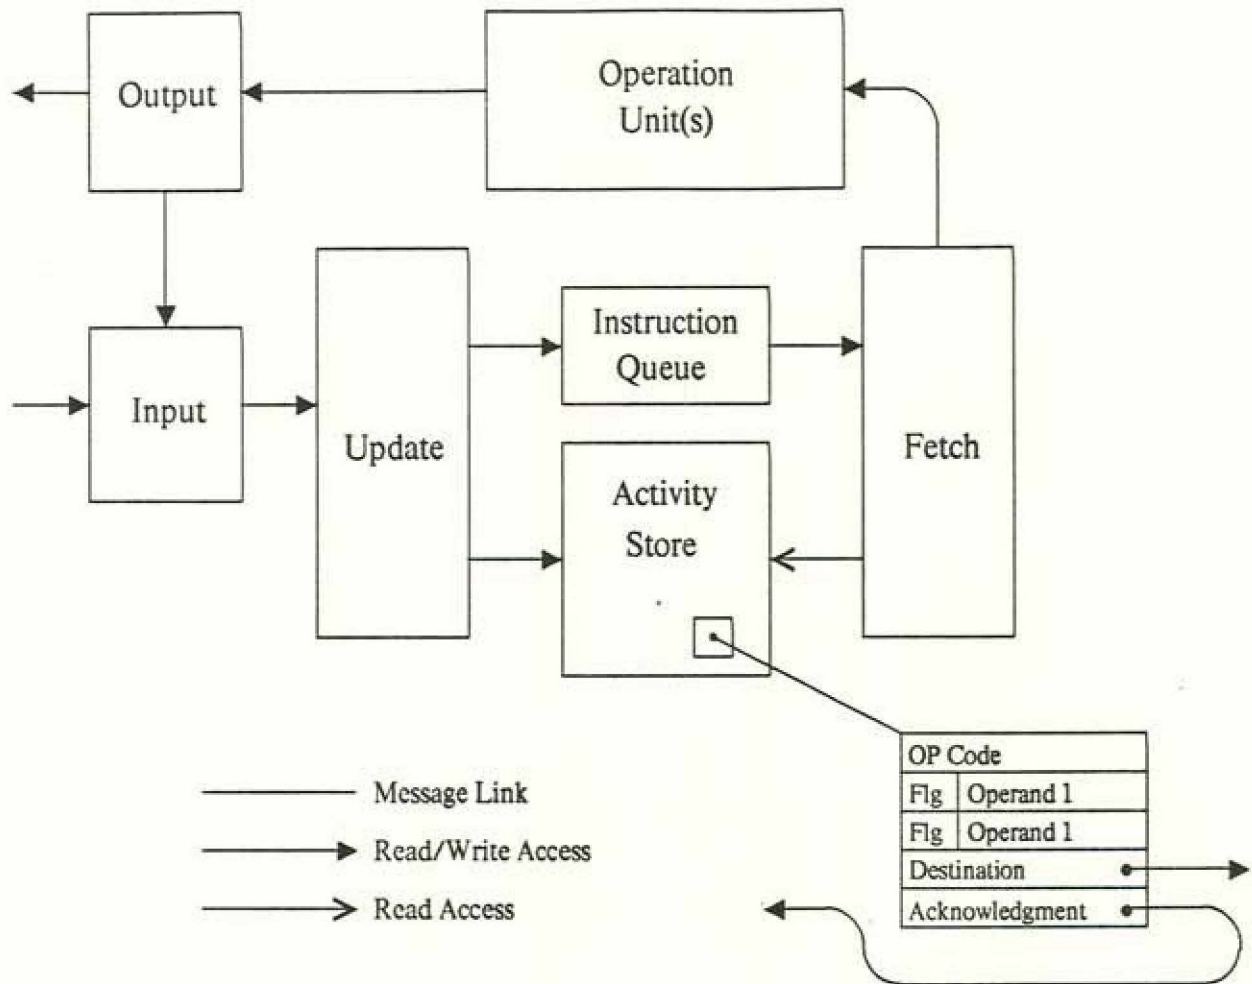 Output
Operation
Unit(s)
Input
Update
Instruction
Queue
Activity
Store
Fetch
Message Link
Read/Write Access
Read Access
OP Code
Flg Operand 1
Flg Operand 1
Destination
Acknowledgment